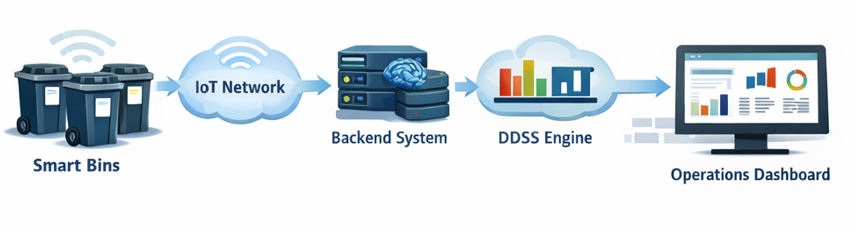 Smart Bins
IoT Network
Backend System
DDSS Engine
Operations Dashboard